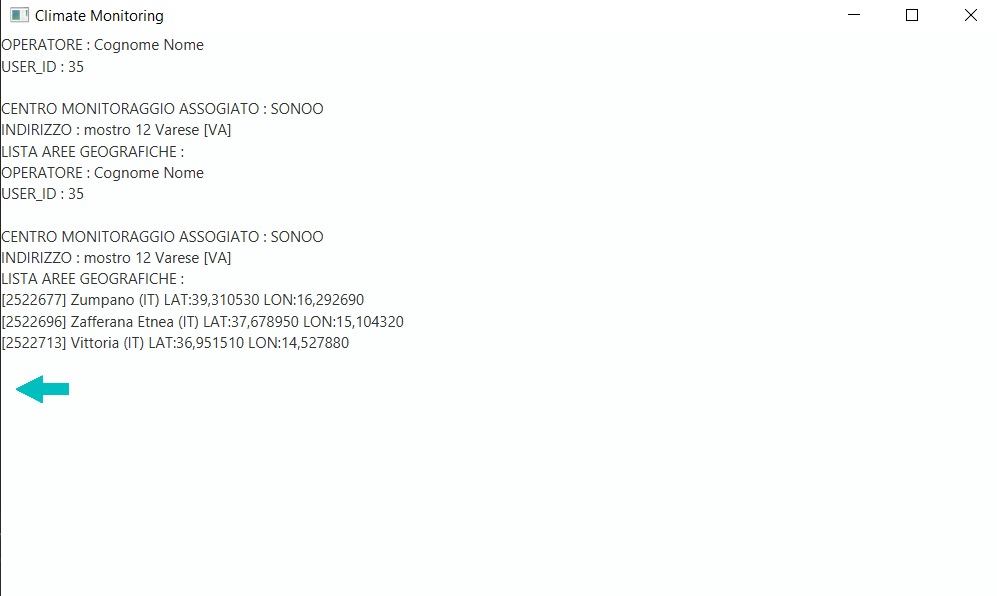 Climate Monitoring
OPERATORE : Cognome Nome
USER_ID : 35
CENTRO MONITORAGGIO ASSOGIATO : SONOO
INDIRIZZO : mostro 12 Varese [VA]
LISTA AREE GEOGRAFICHE :
OPERATORE : Cognome Nome
USER_ID : 35
CENTRO MONITORAGGIO ASSOGIATO : SONOO
INDIRIZZO : mostro 12 Varese [VA]
LISTA AREE GEOGRAFICHE :
[2522677] Zumpano (IT) LAT:39,310530 LON:16,292690
[2522696] Zafferana Etnea (IT) LAT:37,678950 LON:15,104320
[2522713] Vittoria (IT) LAT:36,951510 LON:14,527880